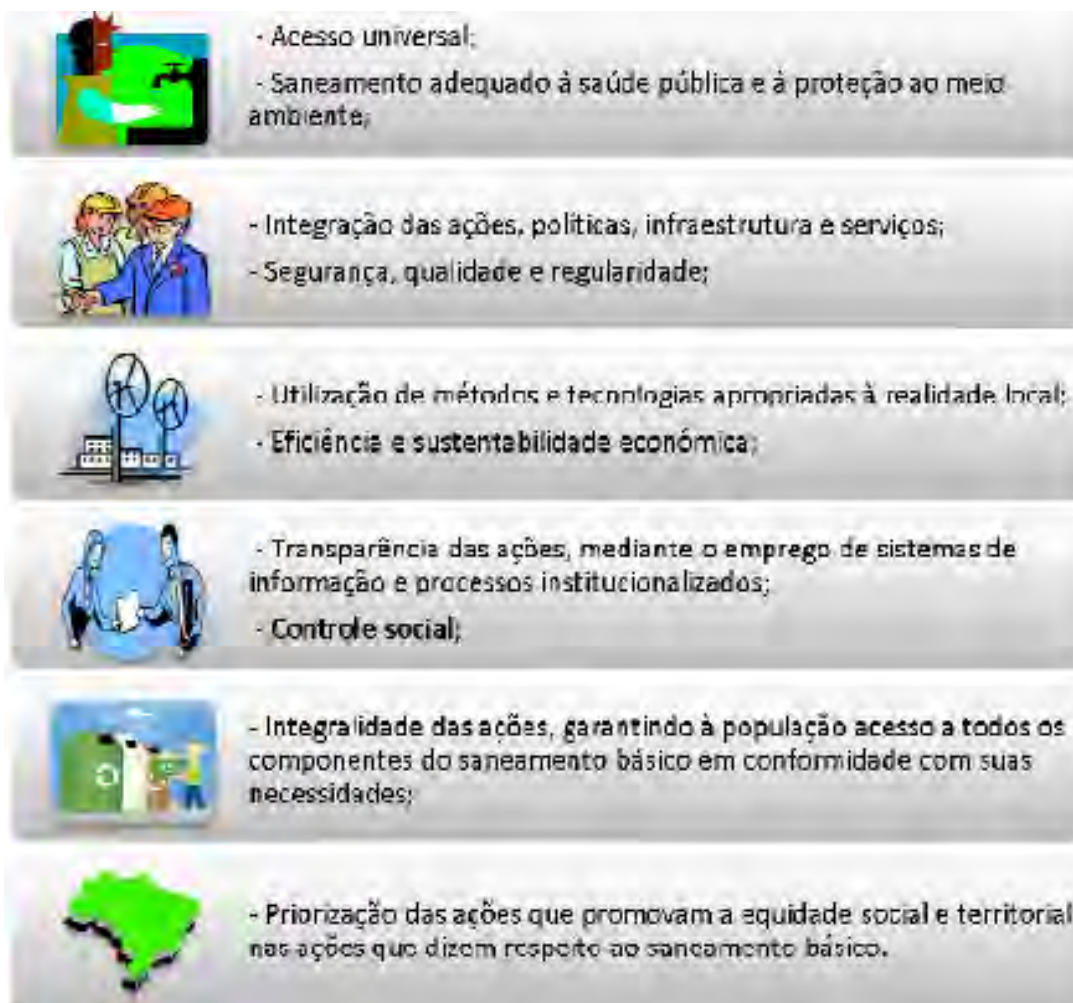 - Acesso universal;
- Saneamento adequado à saúde pública e à proteção ao meio
ambiente;
- Integração das ações, políticas, infraestrutura e serviços;
- Segurança, qualidade e regularidade;
- Utilização de métodos e tecnologias apropriadas à realidade local;
- Eficiência e sustentabilidade econômica;
- Transparência das ações, mediante o emprego de sistemas de
informação e processos institucionalizados;
- Controle social;
- Integralidade das ações, garantindo à população acesso a todos os
componentes do saneamento básico em conformidade com suas
necessidades;
- Priorização das ações que promovam a equidade social e territorial
nas ações que dizem respeito ao saneamento básico.